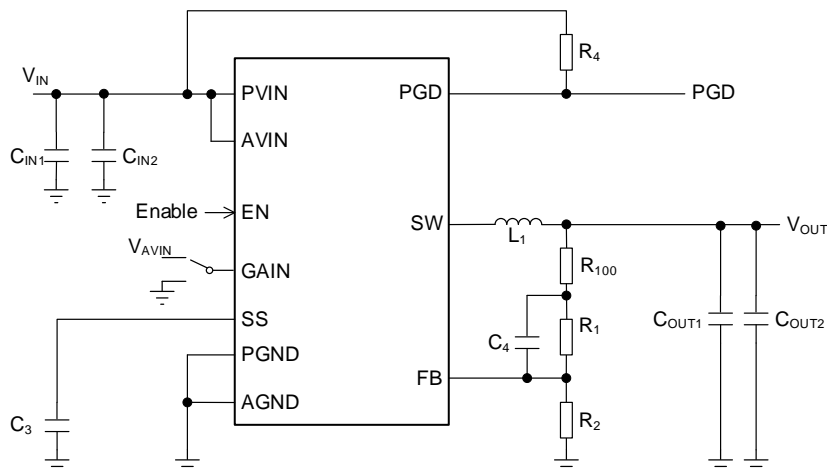 R4
VIN
PVIN
PGD
PGD
AVIN
CIN1
CIN2
Enable
EN
SW
L1
VOUT
VAVIN
GAIN
R100
SS
COUT1
COUT2
C4
R1
PGND
FB
AGND
C3
R2